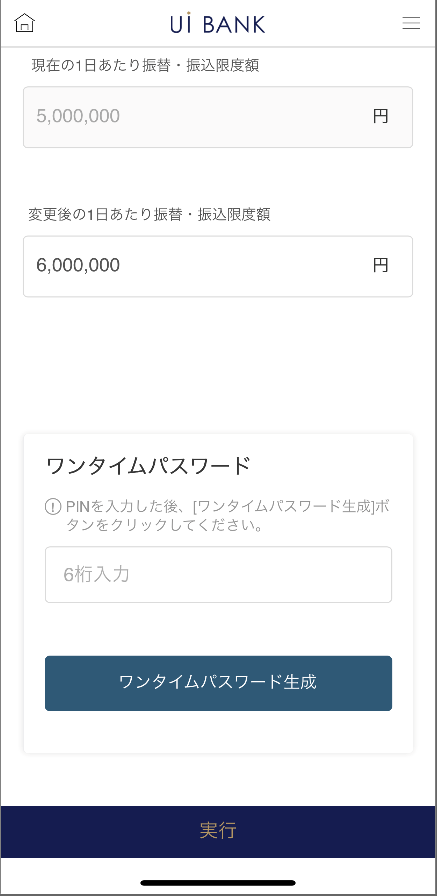 UI BANK
現在の1日あたり振替・振込限度額
5,000,000 円
変更後の1日あたり振替・振込限度額
6,000,000 円
ワンタイムパスワード
PINを入力した後、[ワンタイムパスワード生成]ボ
タンをクリックしてください。
6桁入力
ワンタイムパスワード生成
実行